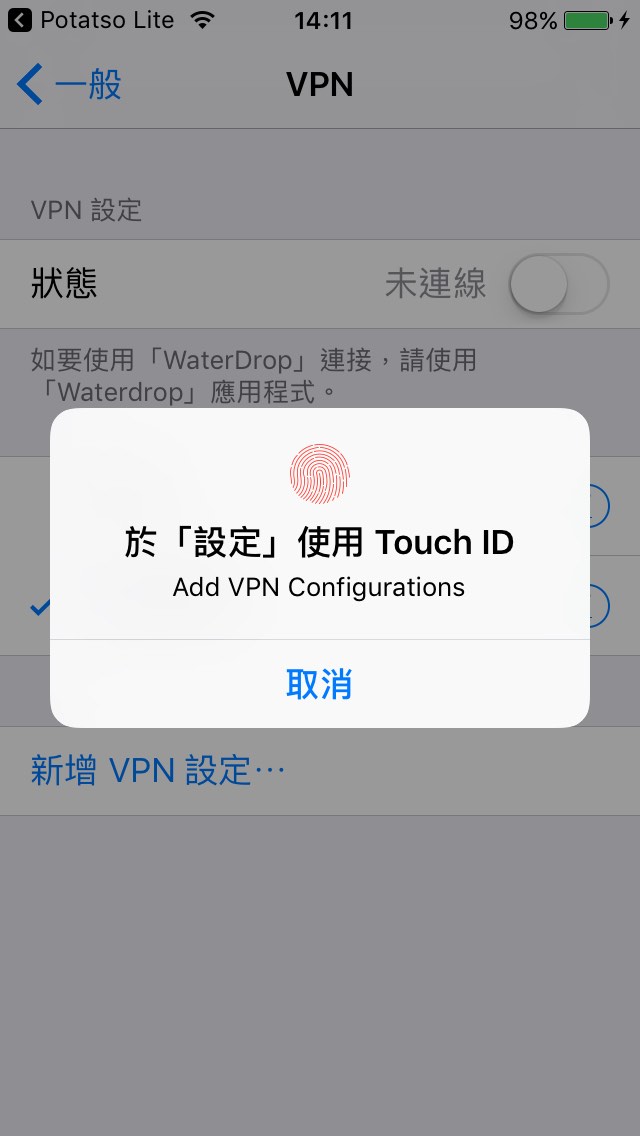 Potatso Lite 14:11 98%
一般 VPN
VPN 設定
狀態 未連線
如要使用「WaterDrop」連接，請使用
「Waterdrop」應用程式。
於「設定」使用 Touch ID
Add VPN Configurations
取消
新增 VPN 設定⋯